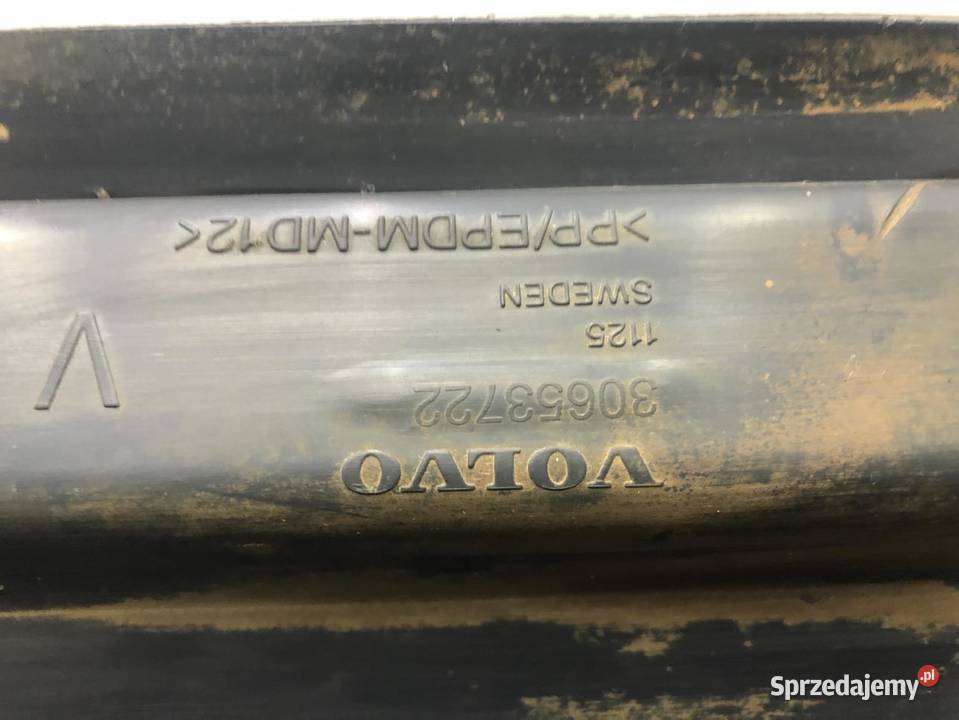 VOLVO
30653722
1125
SWEDEN
>PP/EPDM-MD12<
V
Sprzedajemy.pl